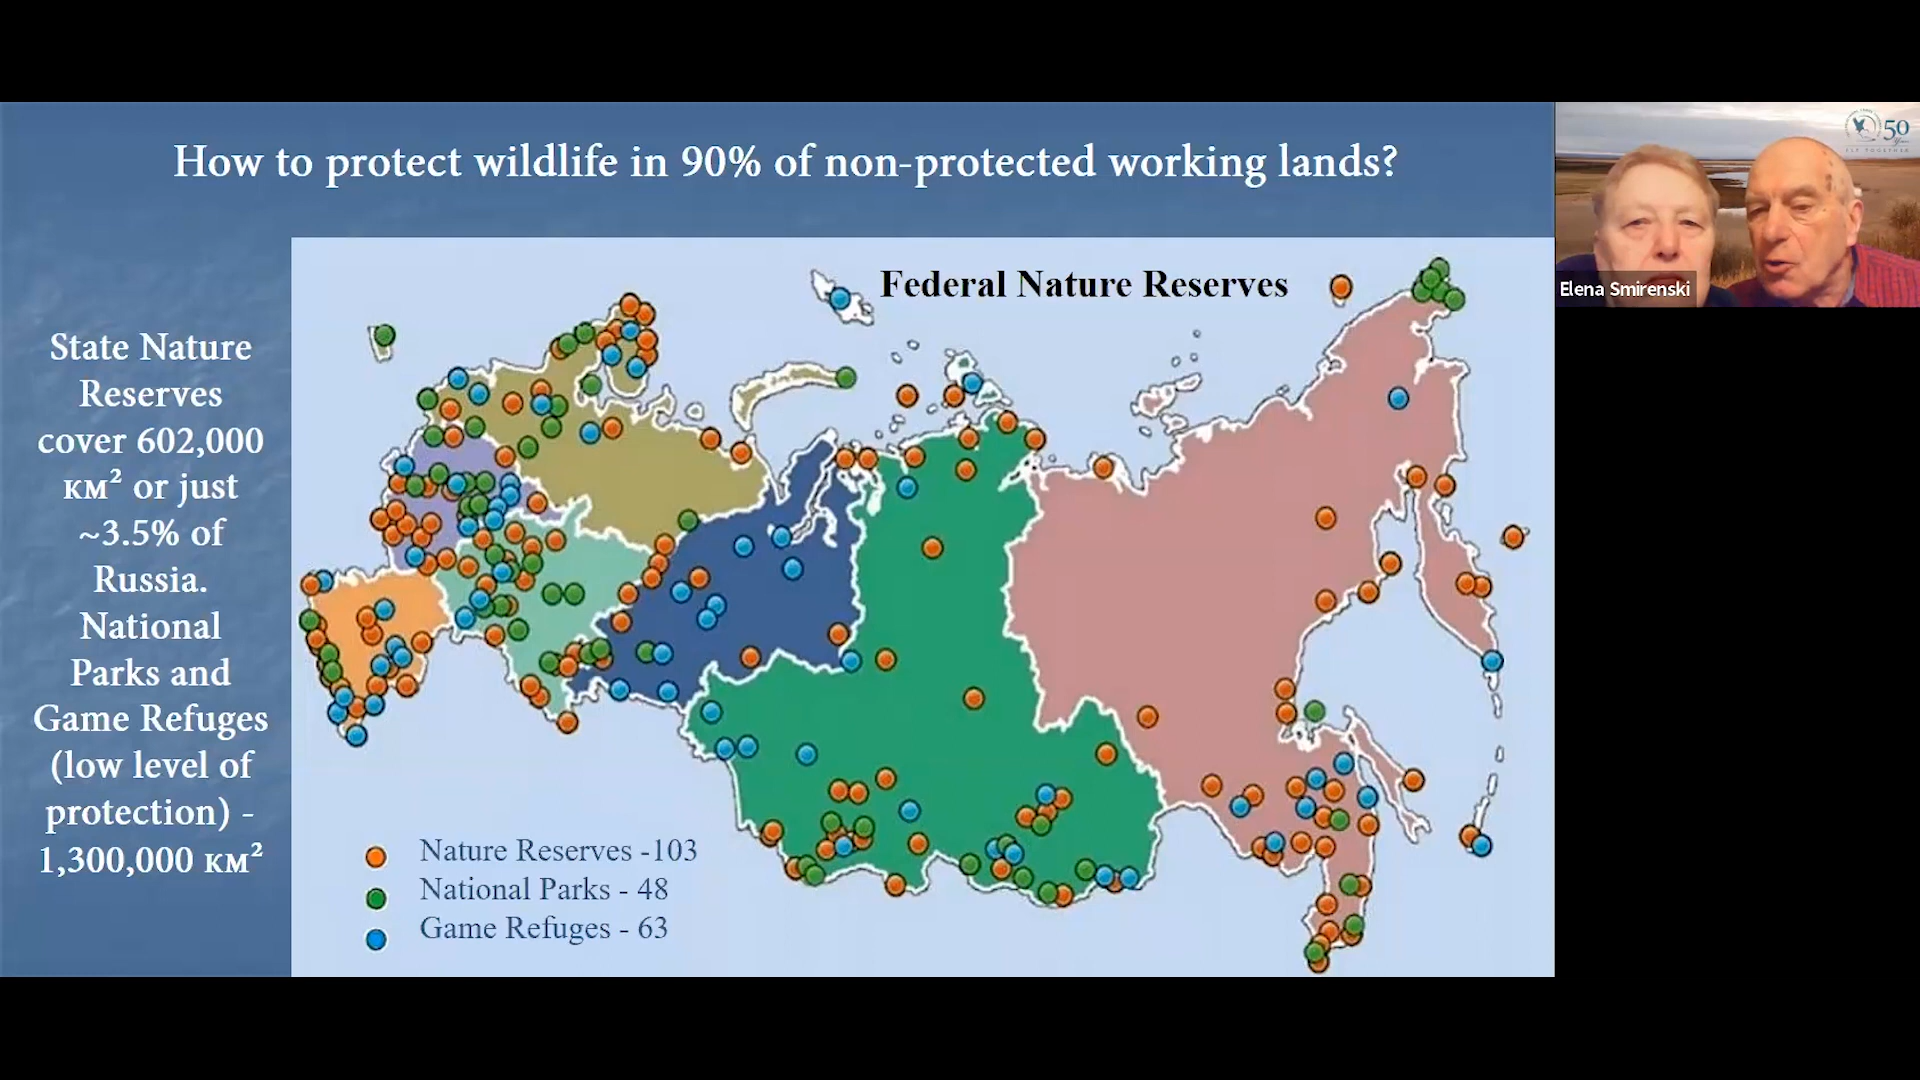 How to protect wildlife in 90% of non-protected working lands?
50
Elena Smirenski
Federal Nature Reserves
State Nature
Reserves
cover 602,000
км² or just
~3.5% of
Russia.
National
Parks and
Game Refuges
(low level of
protection) -
1,300,000 км²
Nature Reserves -103
National Parks - 48
Game Refuges - 63